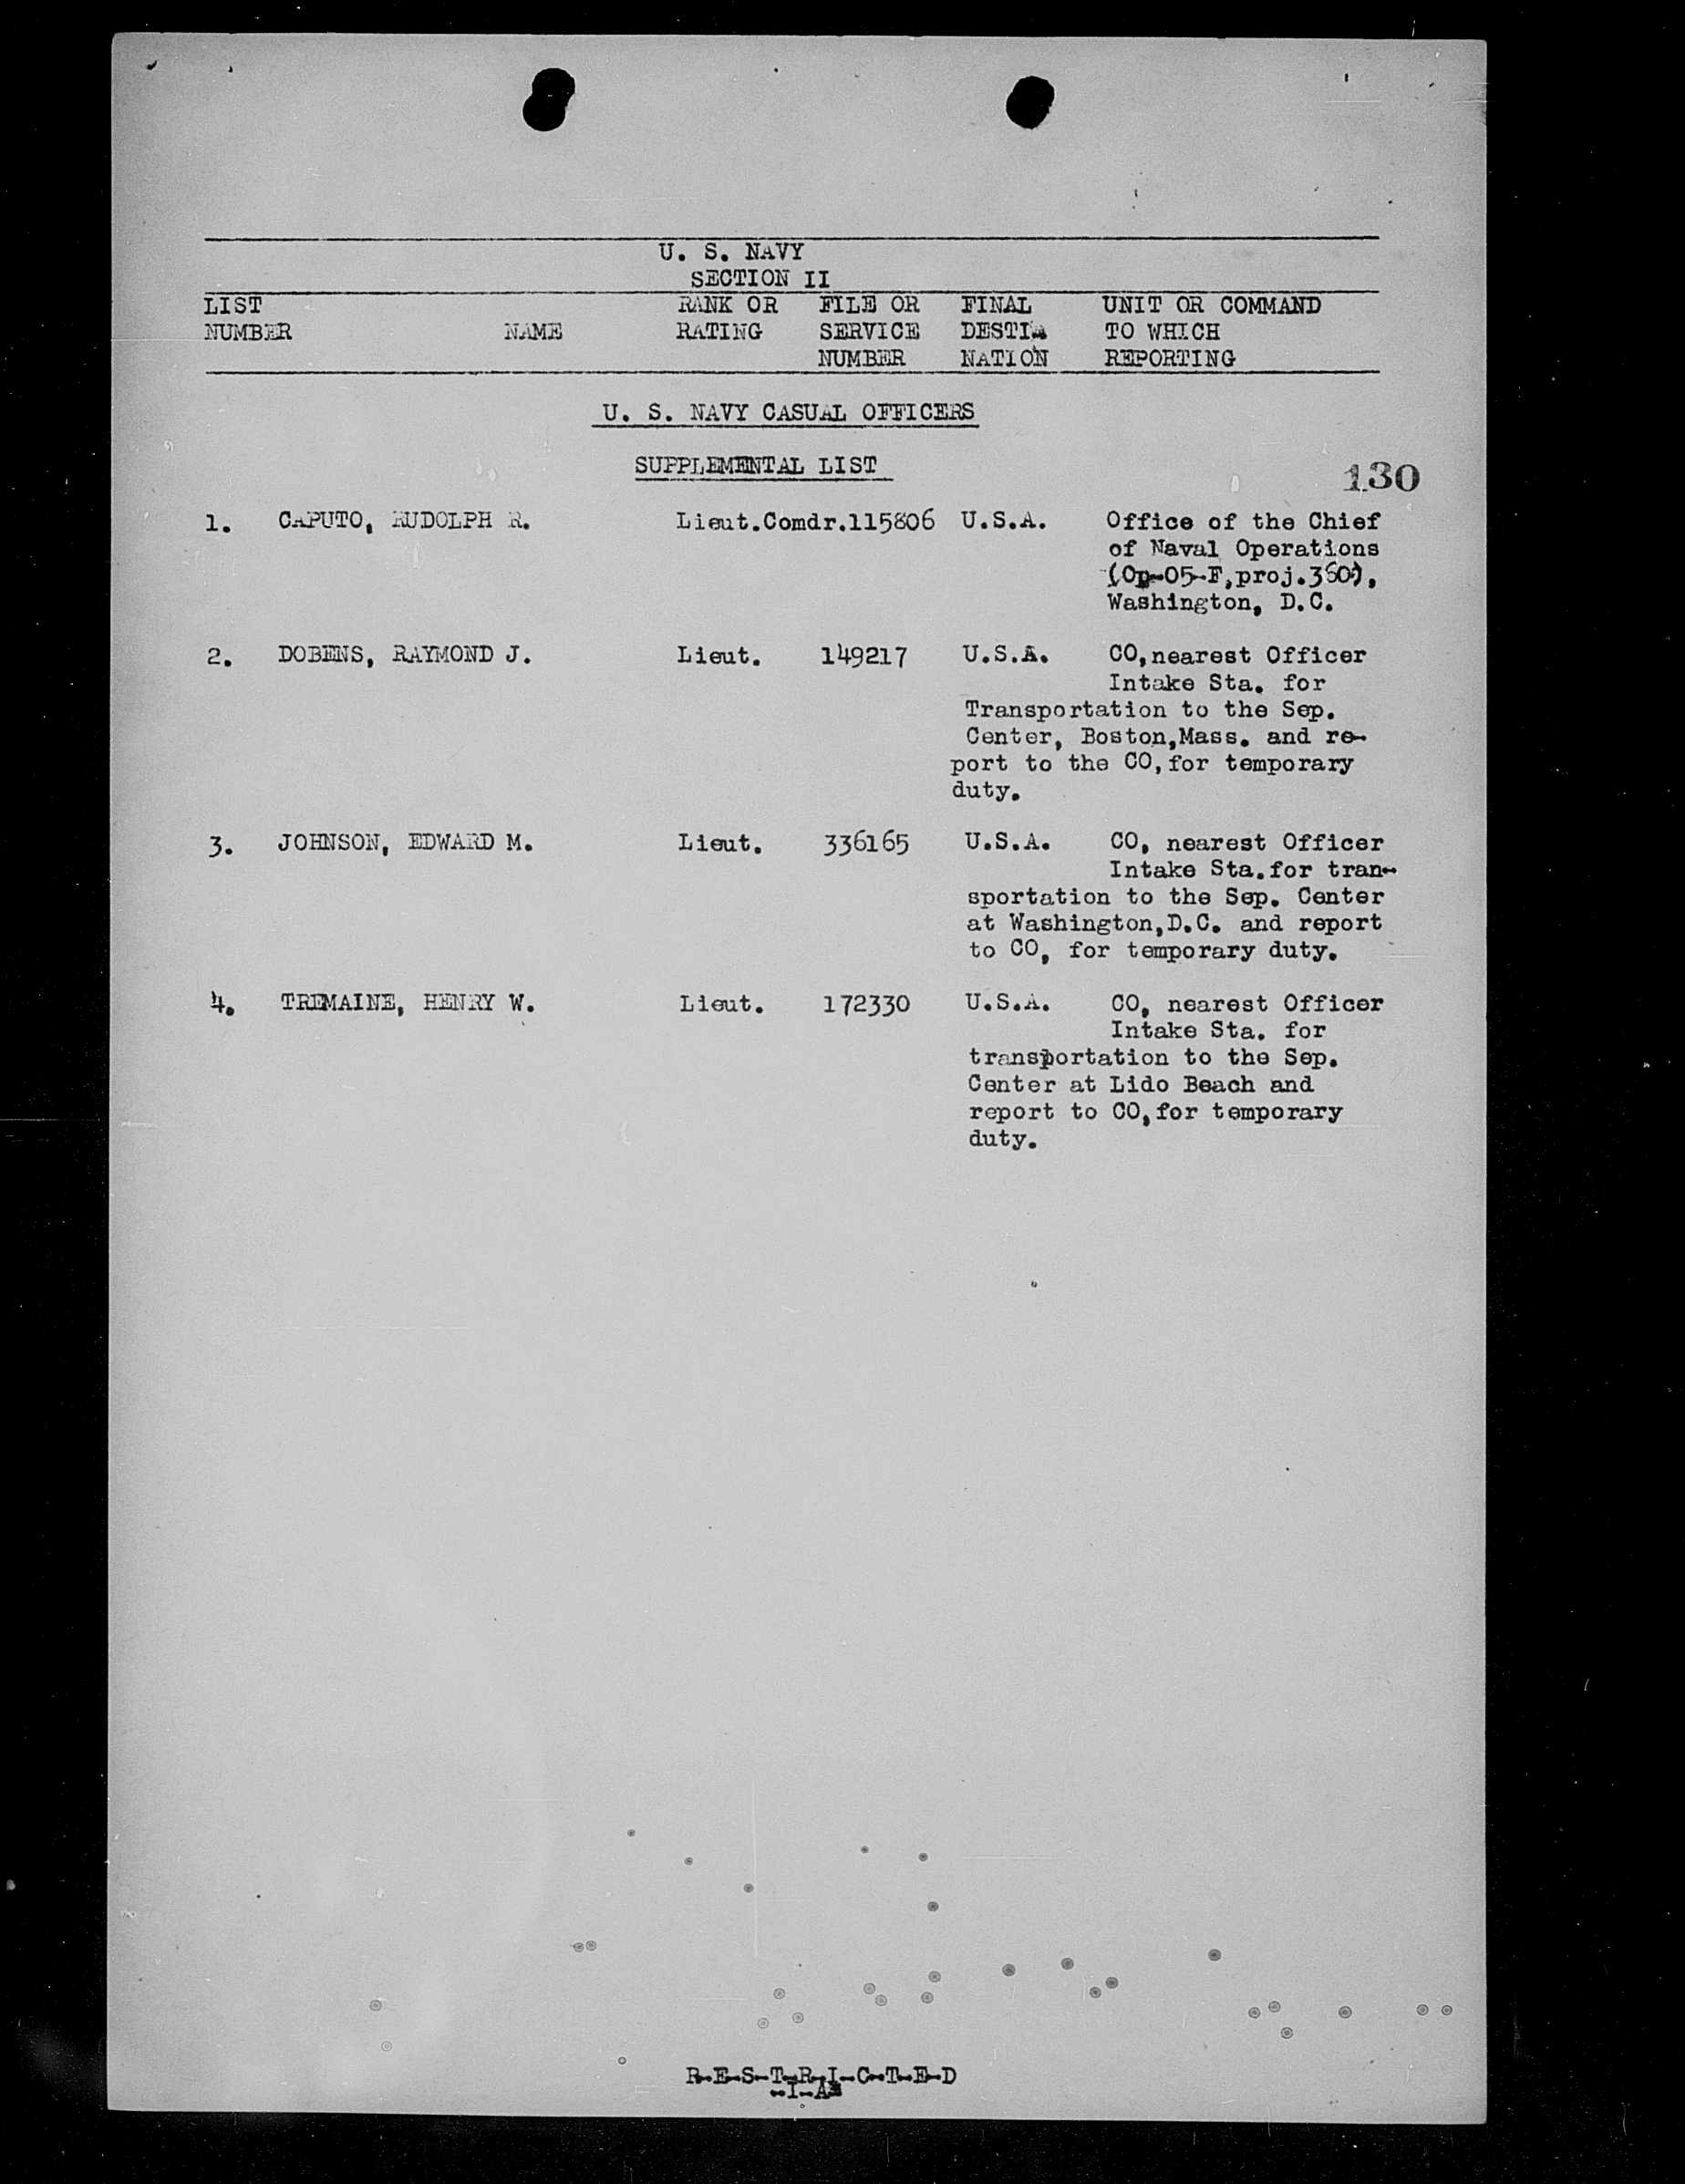 U. S. NAVY
SECTION II
LIST RANK OR FILE OR FINAL UNIT OR COMMAND
NUMBER NAME RATING SERVICE DESTI- TO WHICH
NUMBER NATION REPORTING
U. S. NAVY CASUAL OFFICERS
SUPPLEMENTAL LIST
130
1. CAPUTO, RUDOLPH R. Lieut.Comdr.115806 U.S.A. Office of the Chief
of Naval Operations
(Op-05-F,proj.360),
Washington, D.C.
2. DOBENS, RAYMOND J. Lieut. 149217 U.S.A. CO,nearest Officer
Intake Sta. for
Transportation to the Sep.
Center, Boston,Mass. and re-
port to the CO,for temporary
duty.
3. JOHNSON, EDWARD M. Lieut. 336165 U.S.A. CO, nearest Officer
Intake Sta.for tran-
sportation to the Sep. Center
at Washington,D.C. and report
to CO, for temporary duty.
4. TREMAINE, HENRY W. Lieut. 172330 U.S.A. CO, nearest Officer
Intake Sta. for
transportation to the Sep.
Center at Lido Beach and
report to CO,for temporary
duty.
R-E-S-T-R-I-C-T-E-D
-1-A-